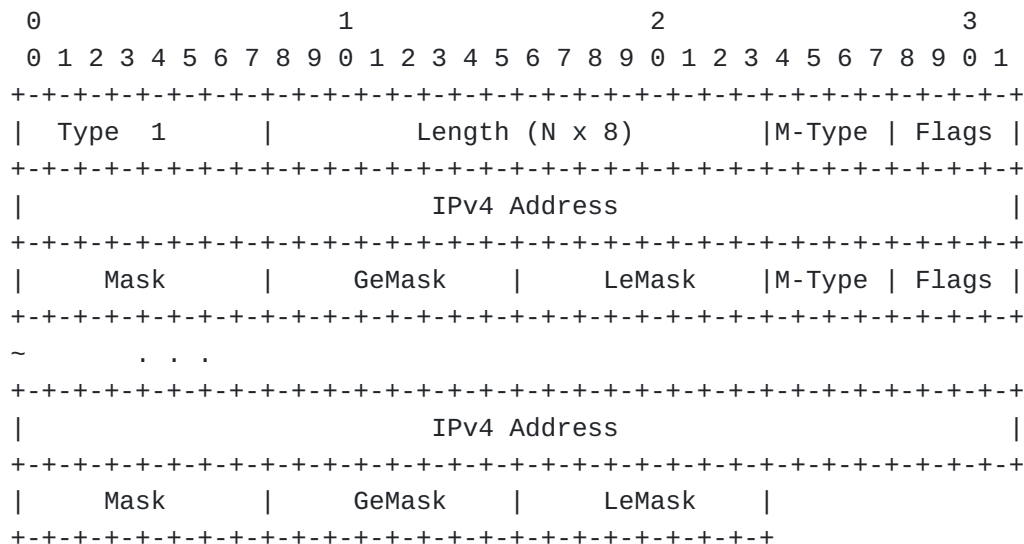 0                   1                   2                   3
 0 1 2 3 4 5 6 7 8 9 0 1 2 3 4 5 6 7 8 9 0 1 2 3 4 5 6 7 8 9 0 1
+-+-+-+-+-+-+-+-+-+-+-+-+-+-+-+-+-+-+-+-+-+-+-+-+-+-+-+-+-+-+-+-+
|  Type  1      |         Length (N x 8)        |M-Type | Flags |
+-+-+-+-+-+-+-+-+-+-+-+-+-+-+-+-+-+-+-+-+-+-+-+-+-+-+-+-+-+-+-+-+
|                          IPv4 Address                         |
+-+-+-+-+-+-+-+-+-+-+-+-+-+-+-+-+-+-+-+-+-+-+-+-+-+-+-+-+-+-+-+-+
|     Mask      |     GeMask    |     LeMask    |M-Type | Flags |
+-+-+-+-+-+-+-+-+-+-+-+-+-+-+-+-+-+-+-+-+-+-+-+-+-+-+-+-+-+-+-+-+
~       . . .
+-+-+-+-+-+-+-+-+-+-+-+-+-+-+-+-+-+-+-+-+-+-+-+-+-+-+-+-+-+-+-+-+
|                          IPv4 Address                         |
+-+-+-+-+-+-+-+-+-+-+-+-+-+-+-+-+-+-+-+-+-+-+-+-+-+-+-+-+-+-+-+-+
|     Mask      |     GeMask    |     LeMask    |
+-+-+-+-+-+-+-+-+-+-+-+-+-+-+-+-+-+-+-+-+-+-+-+-+